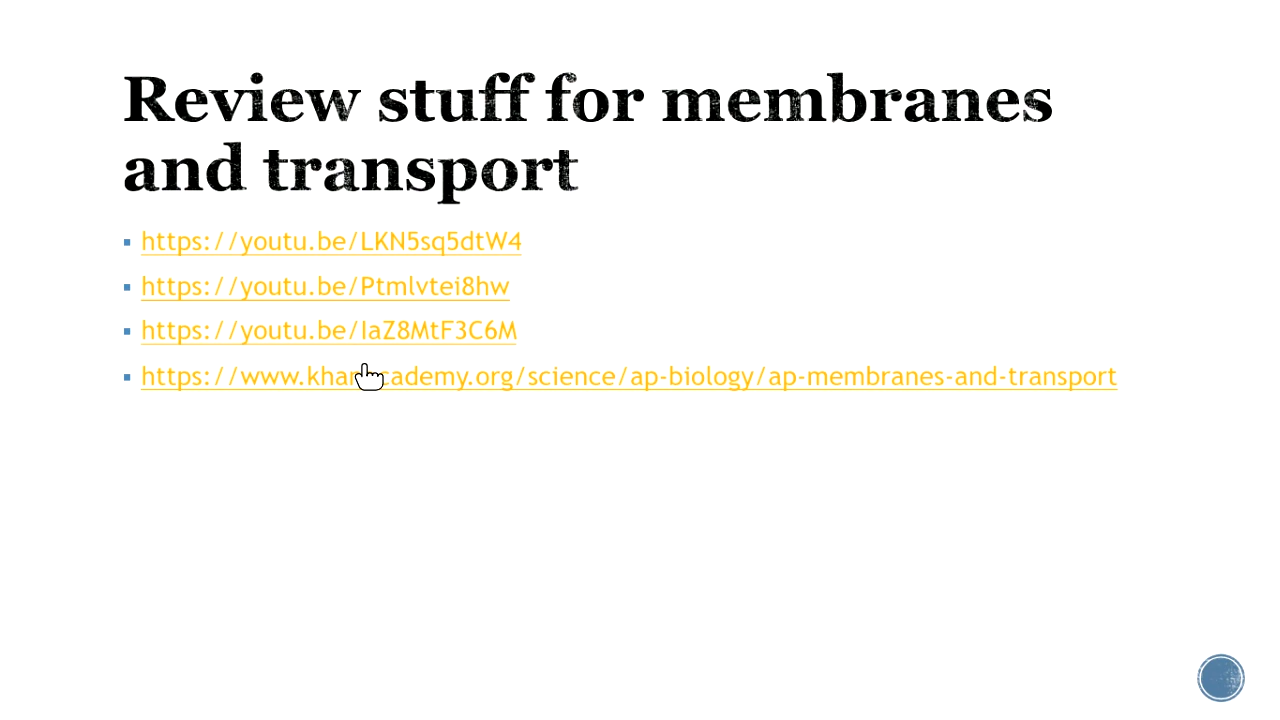 Review stuff for membranes
and transport
https://youtu.be/LKN5sq5dtW4
https://youtu.be/Ptmlvtei8hw
https://youtu.be/IaZ8MtF3C6M
https://www.khanacademy.org/science/ap-biology/ap-membranes-and-transport